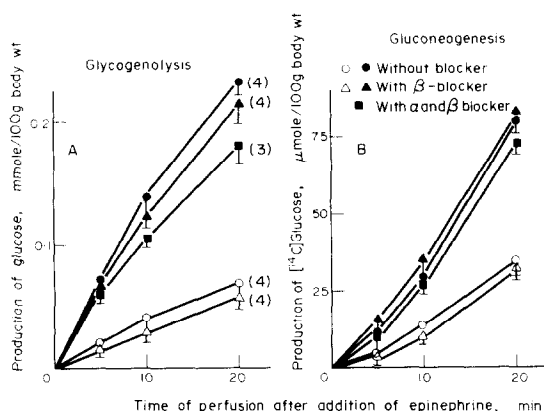 Glycogenolysis
Gluconeogenesis
○ ● Without blocker
△ ▲ With β-blocker
■ With α and β blocker
Production of glucose, mmole/100g body wt
0.2
0.1
A
(4)
(4)
(3)
(4)
(4)
0
10
20
Production of [¹⁴C]Glucose, μmole/100g body wt
7.5
50
25
B
0
10
20
Time of perfusion after addition of epinephrine, min